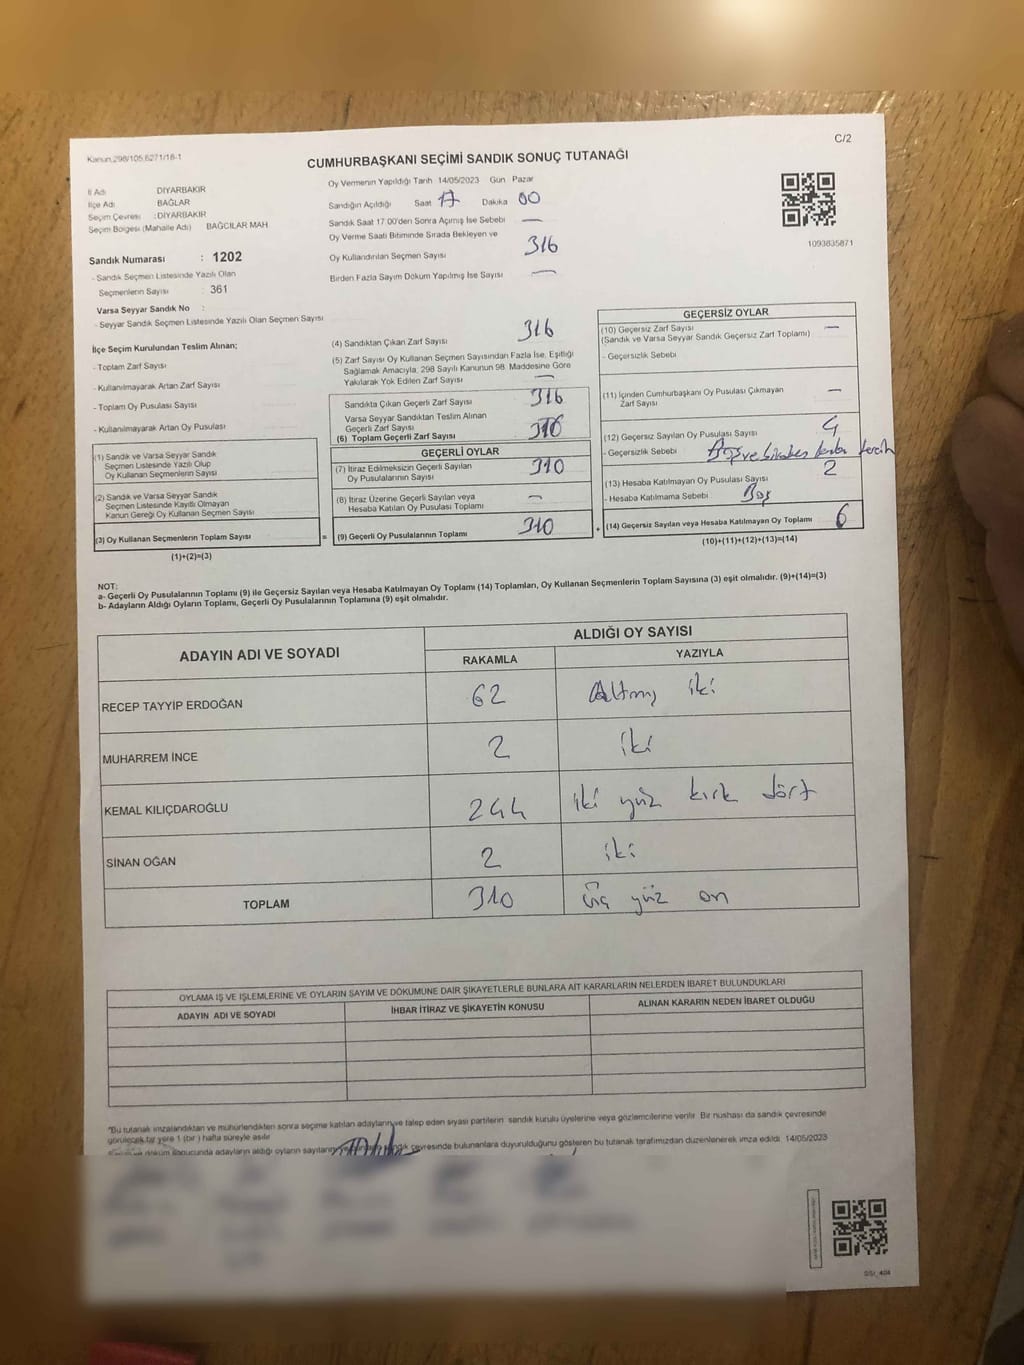 C/2
Kanun,298/105,6271/18-1
CUMHURBAŞKANI SEÇİMİ SANDIK SONUÇ TUTANAĞI
İl Adı DİYARBAKIR
İlçe Adı BAĞLAR
Seçim Çevresi : DİYARBAKIR
Seçim Bölgesi (Mahalle Adı) BAĞCILAR MAH
Sandık Numarası : 1202
- Sandık Seçmen Listesinde Yazılı Olan
Seçmenlerin Sayısı : 361
Varsa Seyyar Sandık No :
- Seyyar Sandık Seçmen Listesinde Yazılı Olan Seçmen Sayısı
Oy Vermenin Yapıldığı Tarih 14/05/2023 Gün Pazar
Sandığın Açıldığı Saat 17 Dakika 00
Sandık Saat 17.00'den Sonra Açımış İse Sebebi —
Oy Verme Saati Bitiminde Sırada Bekleyen ve
Oy Kullandırılan Seçmen Sayısı 316
Birden Fazla Sayım Döküm Yapılmış İse Sayısı —
1093835871
İlçe Seçim Kurulundan Teslim Alınan;
- Toplam Zarf Sayısı
- Kullanılmayarak Artan Zarf Sayısı
- Toplam Oy Pusulası Sayısı
- Kullanılmayarak Artan Oy Pusulası
(1) Sandık ve Varsa Seyyar Sandık
Seçmen Listesinde Yazılı Olup
Oy Kullanan Seçmenlerin Sayısı
(2) Sandık ve Varsa Seyyar Sandık
Seçmen Listesinde Kayıtlı Olmayan
Kanun Gereği Oy Kullanan Seçmen Sayısı
(3) Oy Kullanan Seçmenlerin Toplam Sayısı =
(1)+(2)=(3)
(4) Sandıktan Çıkan Zarf Sayısı 316
(5) Zarf Sayısı Oy Kullanan Seçmen Sayısından Fazla İse, Eşitliği
Sağlamak Amacıyla, 298 Sayılı Kanunun 98. Maddesine Göre
Yakılarak Yok Edilen Zarf Sayısı —
Sandıkta Çıkan Geçerli Zarf Sayısı 316
Varsa Seyyar Sandıktan Teslim Alınan
Geçerli Zarf Sayısı
(6) Toplam Geçerli Zarf Sayısı 316
GEÇERLİ OYLAR
(7) İtiraz Edilmeksizin Geçerli Sayılan
Oy Pusulalarının Sayısı 310
(8) İtiraz Üzerine Geçerli Sayılan veya
Hesaba Katılan Oy Pusulası Toplamı —
(9) Geçerli Oy Pusulalarının Toplamı 310 +
GEÇERSİZ OYLAR
(10) Geçersiz Zarf Sayısı —
(Sandık ve Varsa Seyyar Sandık Geçersiz Zarf Toplamı)
- Geçersizlik Sebebi
(11) İçinden Cumhurbaşkanı Oy Pusulası Çıkmayan
Zarf Sayısı —
(12) Geçersiz Sayılan Oy Pusulası Sayısı 4
- Geçersizlik Sebebi Boş ve tercih
(13) Hesaba Katılmayan Oy Pusulası Sayısı 2
- Hesaba Katılmama Sebebi Boş
(14) Geçersiz Sayılan veya Hesaba Katılmayan Oy Toplamı 6
(10)+(11)+(12)+(13)=(14)
NOT:
a- Geçerli Oy Pusulalarının Toplamı (9) ile Geçersiz Sayılan veya Hesaba Katılmayan Oy Toplamı (14) Toplamları, Oy Kullanan Seçmenlerin Toplam Sayısına (3) eşit olmalıdır. (9)+(14)=(3)
b- Adayların Aldığı Oyların Toplamı, Geçerli Oy Pusulalarının Toplamına (9) eşit olmalıdır.
ADAYIN ADI VE SOYADI ALDIĞI OY SAYISI
RAKAMLA YAZIYLA
RECEP TAYYİP ERDOĞAN 62 Altmış iki
MUHARREM İNCE 2 iki
KEMAL KILIÇDAROĞLU 244 iki yüz kırk dört
SİNAN OĞAN 2 iki
TOPLAM 310 üç yüz on
OYLAMA İŞ VE İŞLEMLERİNE VE OYLARIN SAYIM VE DÖKÜMÜNE DAİR ŞİKAYETLERLE BUNLARA AİT KARARLARIN NELERDEN İBARET BULUNDUKLARI
ADAYIN ADI VE SOYADI İHBAR İTİRAZ VE ŞİKAYETİN KONUSU ALINAN KARARIN NEDEN İBARET OLDUĞU
*Bu tutanak imzalandıktan ve mühürlendikten sonra seçime katılan adayların ve talep eden siyasi partilerin sandık kurulu üyelerine veya gözlemcilerine verilir. Bir nüshası da sandık çevresinde
görülecek bir yere 1 (bir) hafta süreyle asılır
döküm sonucunda adayların aldığı oyların sayıları çevresinde bulunanlara duyurulduğunu gösteren bu tutanak tarafımızdan düzenlenerek imza edildi. 14/05/2023